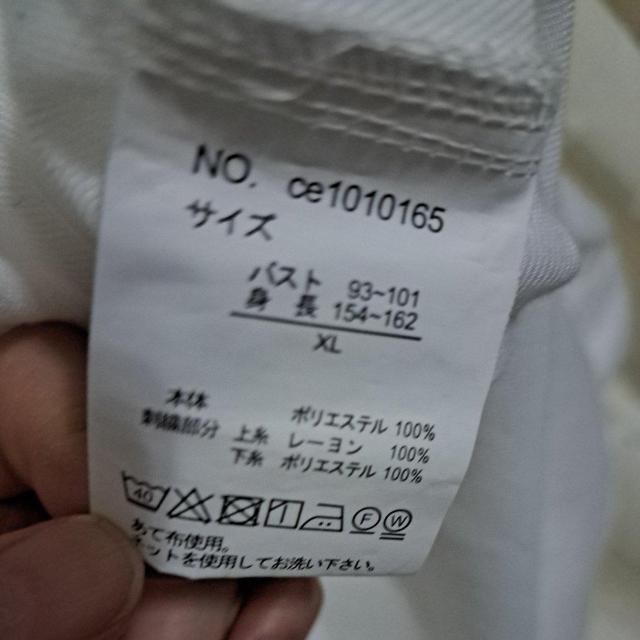 NO. ce1010165
サイズ
バスト 93~101
身 長 154~162
XL
本体 ポリエステル 100%
刺繍部分 上糸 レーヨン 100%
下糸 ポリエステル 100%
40 F W
あて布使用。
ネットを使用してお洗い下さい。